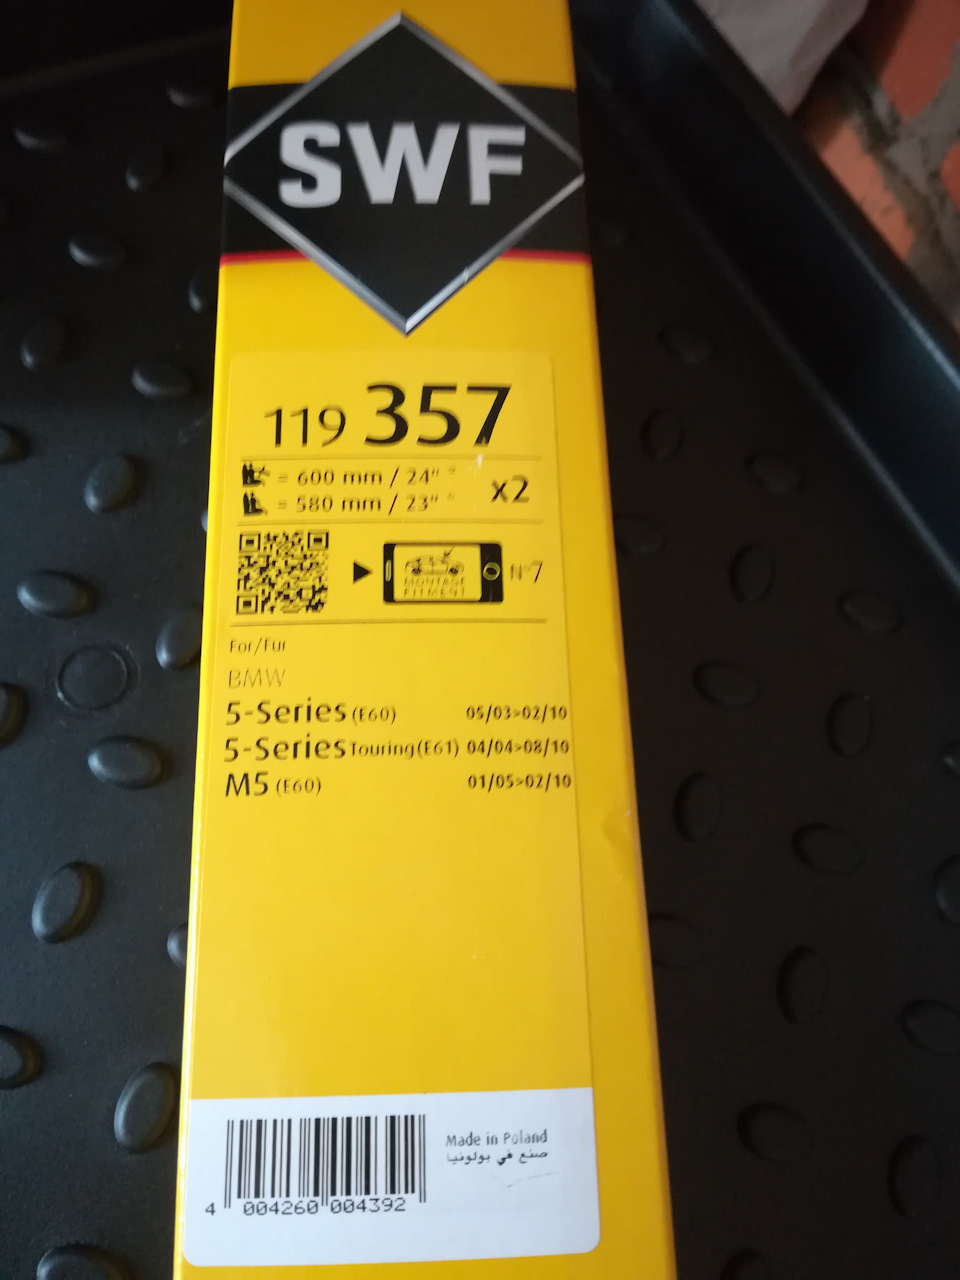 SWF
119 357
= 600 mm / 24" *
= 580 mm / 23" *
x2
MONTAGE
FITMENT
N°7
For/Für
BMW
5-Series (E60) 05/03>02/10
5-Series Touring (E61) 04/04>08/10
M5 (E60) 01/05>02/10
Made in Poland
صنع في بولونيا
4 004260 004392